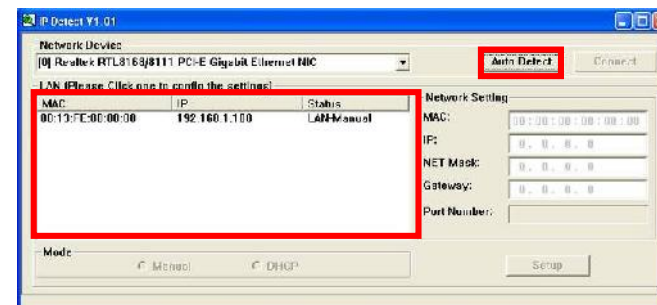 IP Detect V1.01
Network Device
[0] Realtek RTL8168/8111 PCI-E Gigabit Ethernet NIC
Auto Detect
Connect
LAN (Please Click one to config the settings)
MAC IP Status
00:13:FE:00:00:00 192.168.1.100 LAN-Manual
Network Setting
MAC: 00:00:00:00:00:00
IP: 0. 0. 0. 0
NET Mask: 0. 0. 0. 0
Gateway: 0. 0. 0. 0
Port Number:
Mode
Manual DHCP
Setup